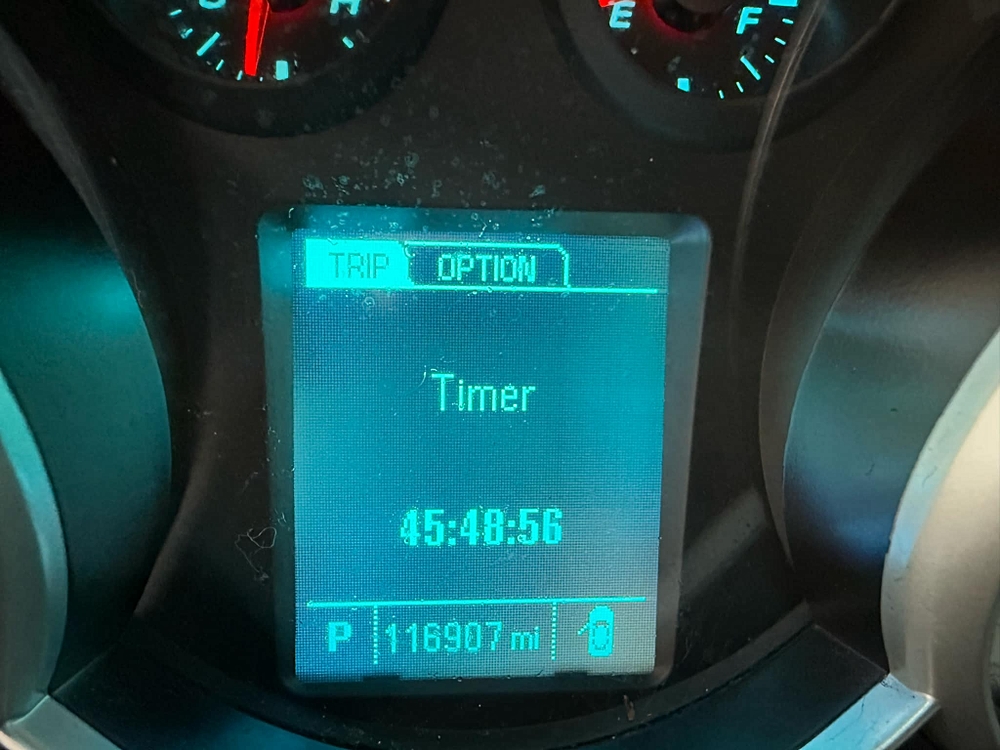 C H
E F
TRIP OPTION
Timer
45:48:56
P 116907 mi